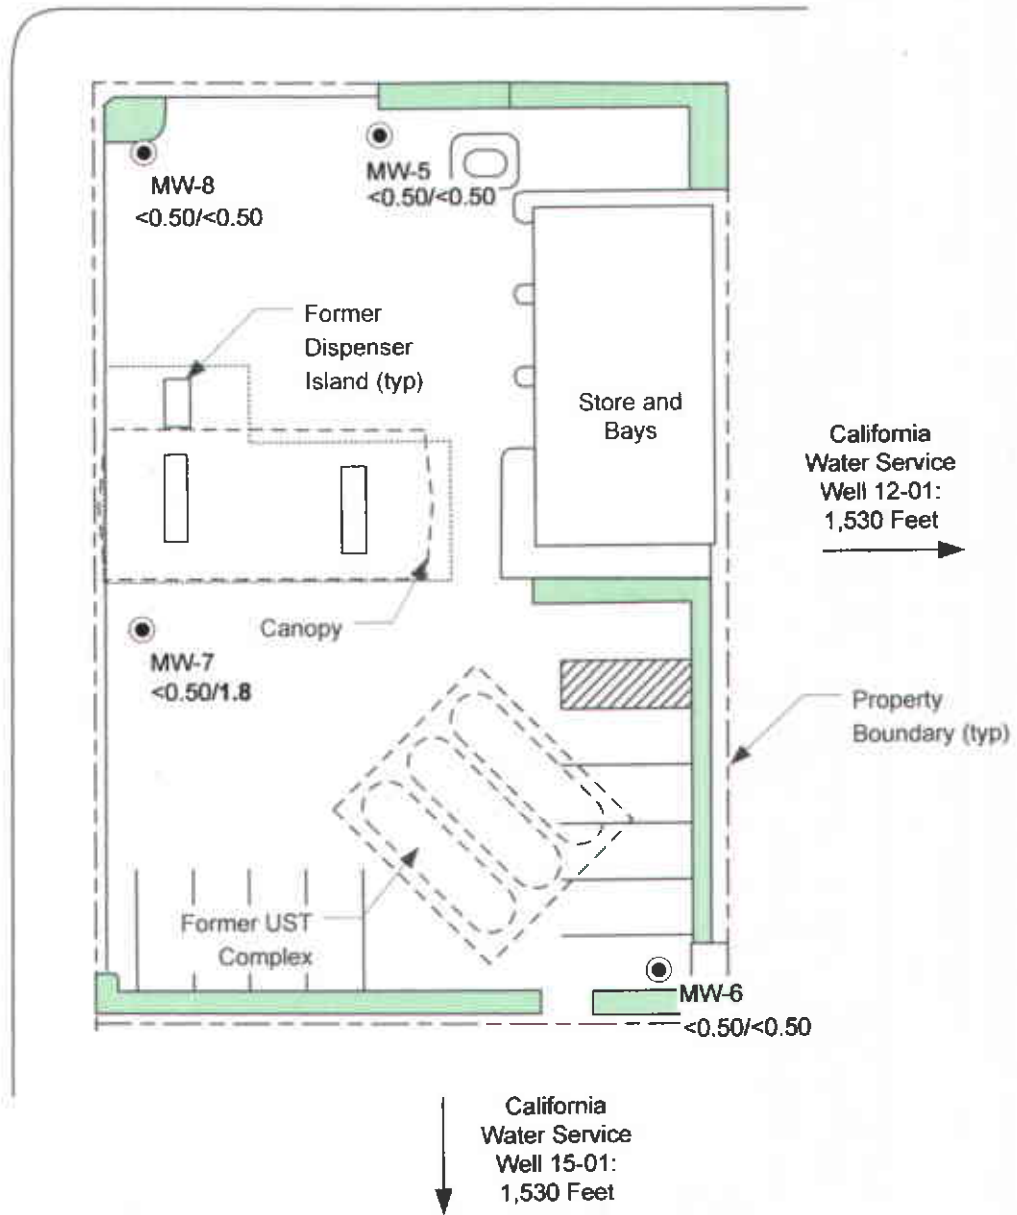 MW-8
<0.50/<0.50
MW-5
<0.50/<0.50
Former
Dispenser
Island (typ)
Store and
Bays
California
Water Service
Well 12-01:
1,530 Feet
Canopy
MW-7
<0.50/1.8
Property
Boundary (typ)
Former UST
Complex
MW-6
<0.50/<0.50
California
Water Service
Well 15-01:
1,530 Feet